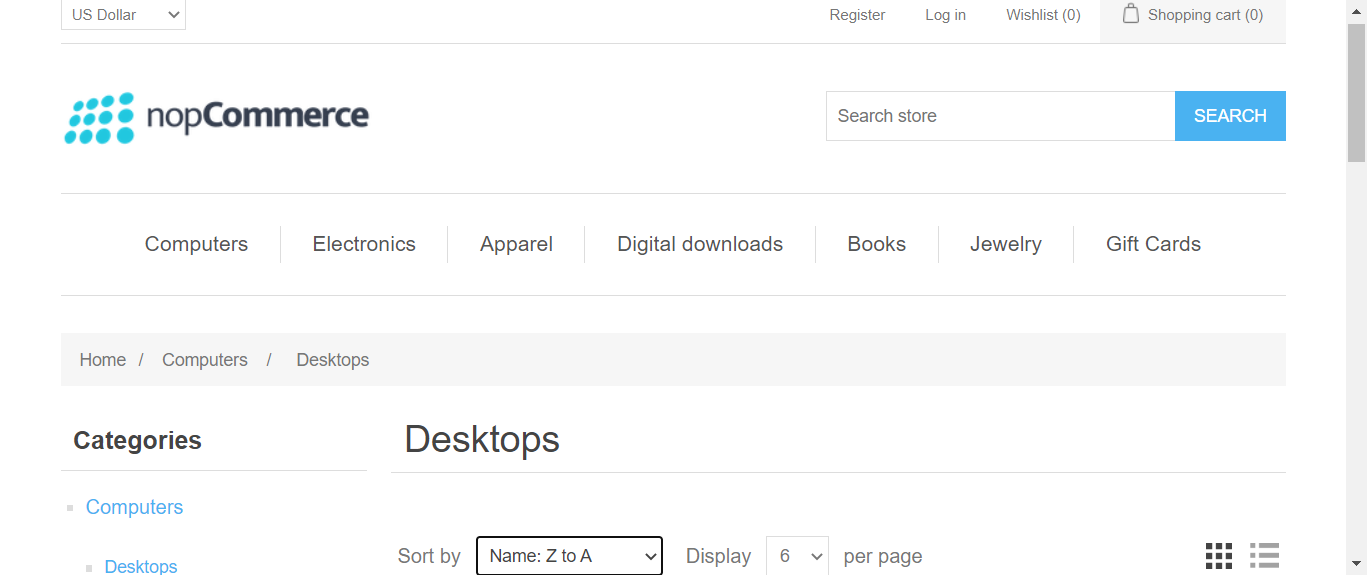 US Dollar Register Log in Wishlist (0) Shopping cart (0)
nopCommerce Search store SEARCH
Computers Electronics Apparel Digital downloads Books Jewelry Gift Cards
Home / Computers / Desktops
Categories
Desktops
Computers
Sort by Name: Z to A Display 6 per page
Desktops